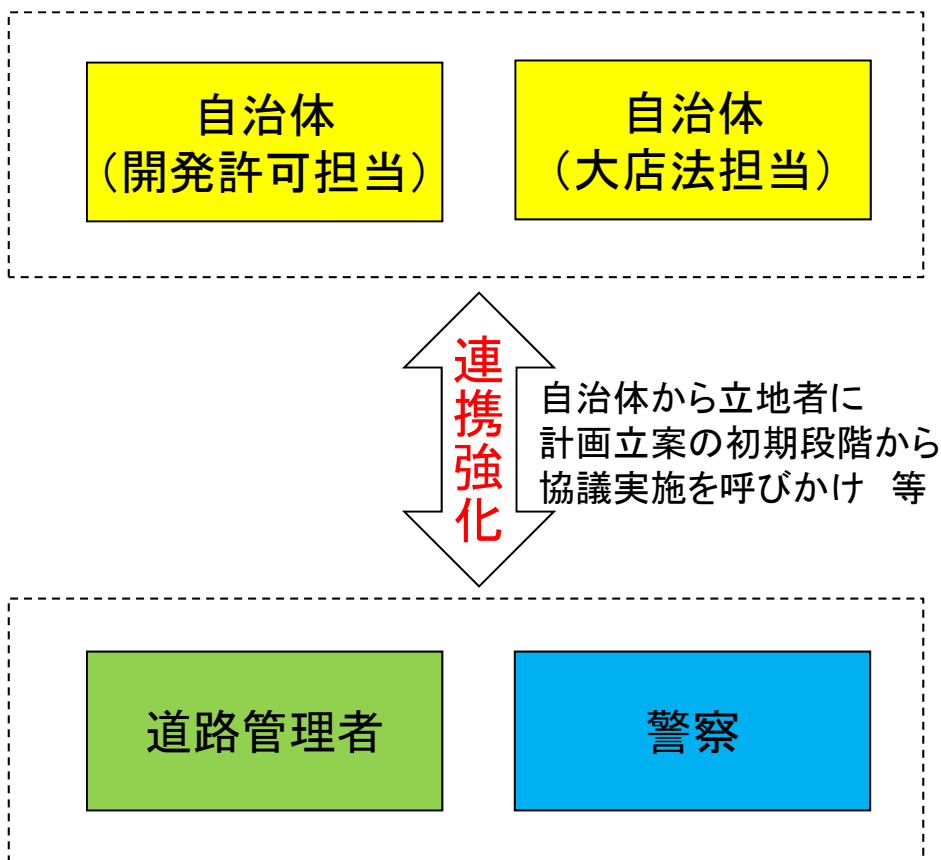 自治体
（開発許可担当）
自治体
（大店法担当）
連携強化
自治体から立地者に
計画立案の初期段階から
協議実施を呼びかけ　等
道路管理者
警察